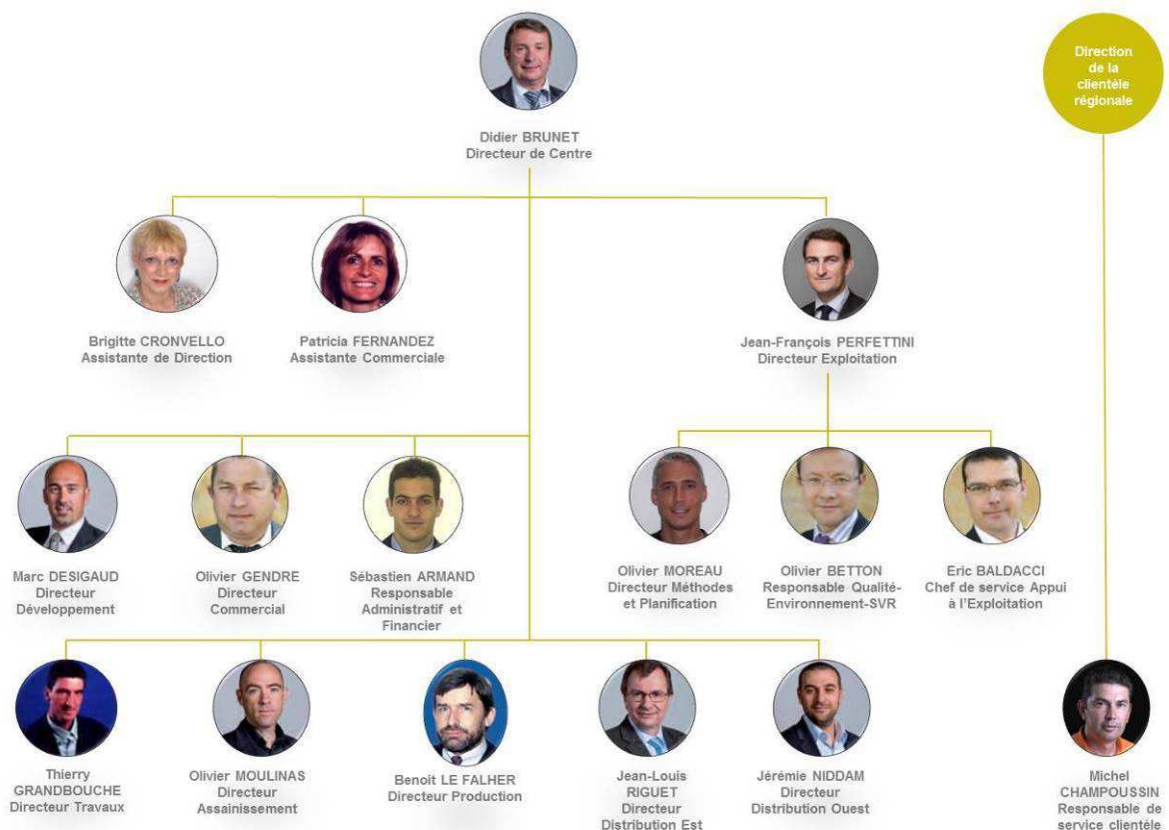 Direction
de la
clientèle
régionale
Didier BRUNET
Directeur de Centre
Brigitte CRONVELLO
Assistante de Direction
Patricia FERNANDEZ
Assistante Commerciale
Jean-François PERFETTINI
Directeur Exploitation
Marc DESIGAUD
Directeur
Développement
Olivier GENDRE
Directeur
Commercial
Sébastien ARMAND
Responsable
Administratif et
Financier
Olivier MOREAU
Directeur Méthodes
et Planification
Olivier BETTON
Responsable Qualité-
Environnement-SVR
Eric BALDACCI
Chef de service Appui
à l'Exploitation
Thierry
GRANDBOUCHE
Directeur Travaux
Olivier MOULINAS
Directeur
Assainissement
Benoit LE FALHER
Directeur Production
Jean-Louis
RIGUET
Directeur
Distribution Est
Jérémie NIDDAM
Directeur
Distribution Ouest
Michel
CHAMPOUSSIN
Responsable de
service clientèle